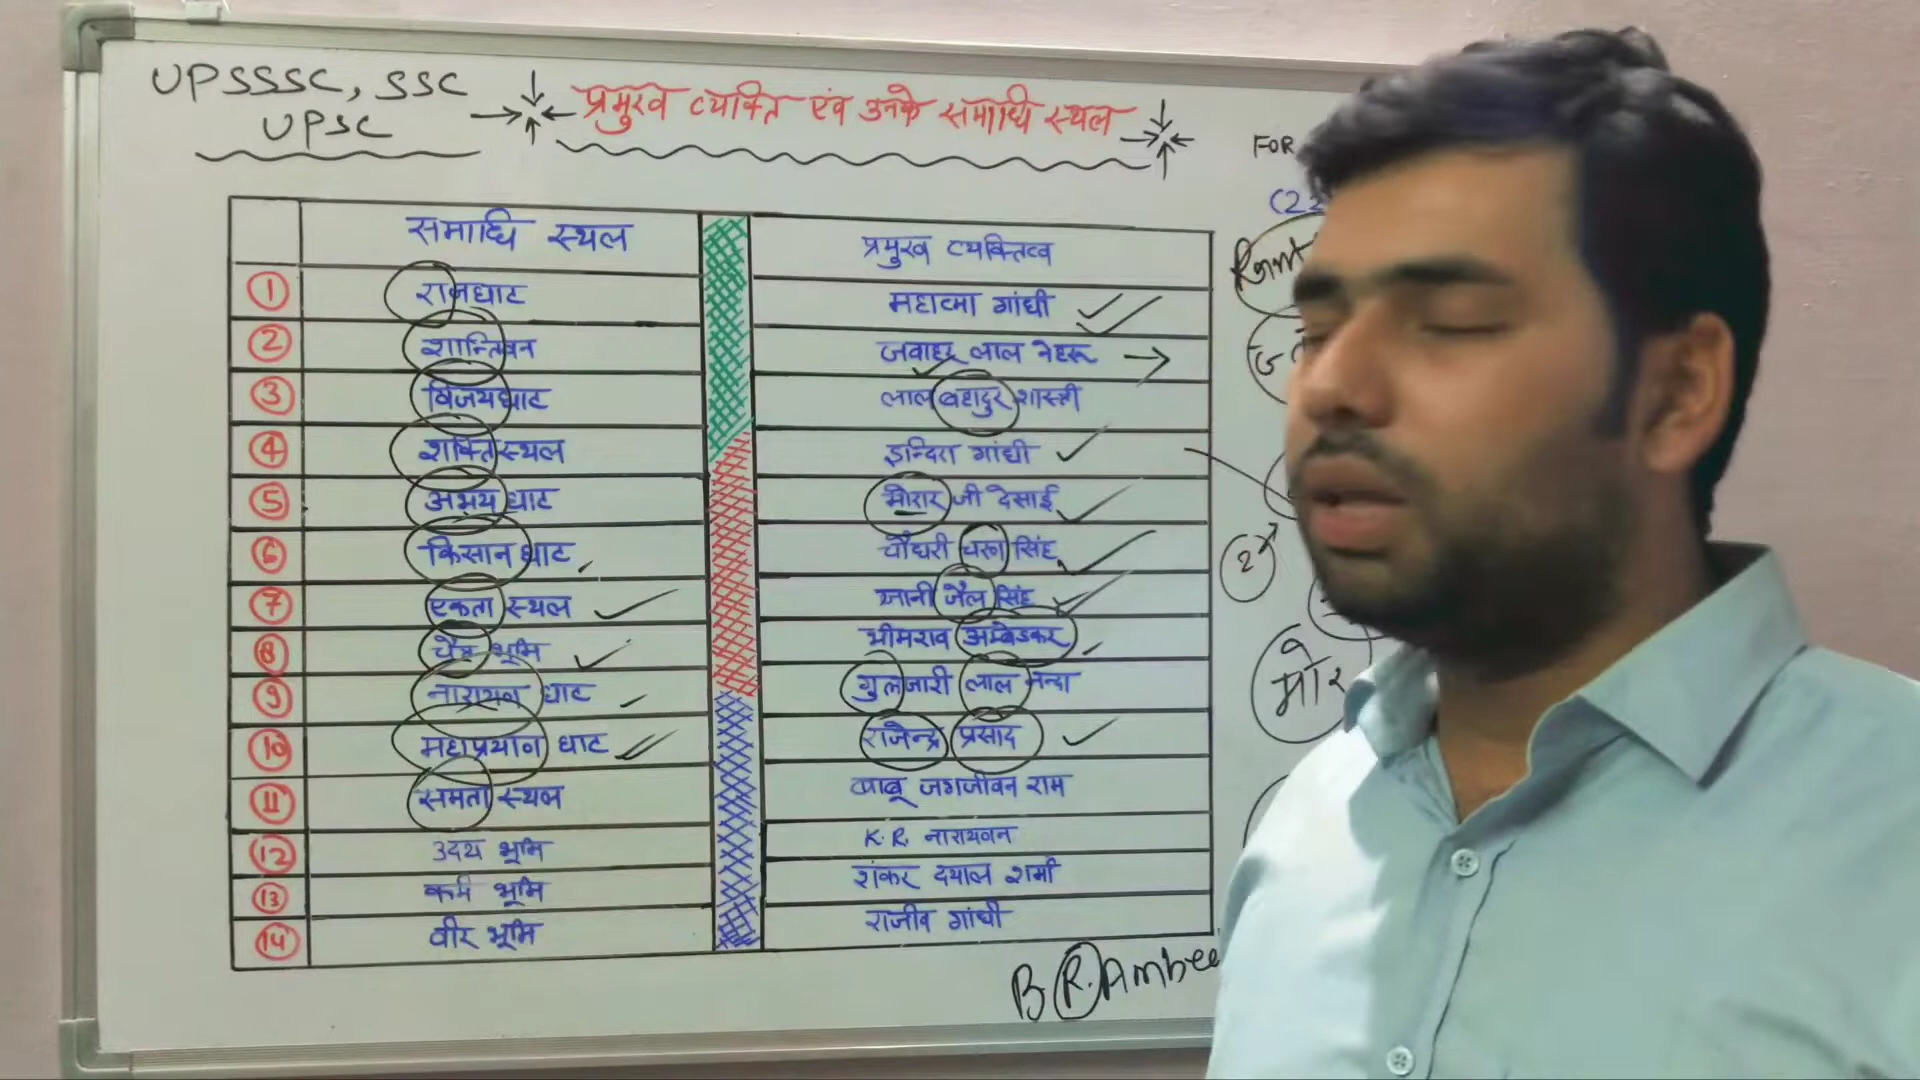 UPSSSC, SSC
UPSC
प्रमुख व्यक्ति एंव उनके समाधि स्थल
FOR
समाधि स्थल प्रमुख व्यक्तित्व
1 राजघाट महात्मा गांधी
2 शान्तिवन जवाहर लाल नेहरू
3 विजयघाट लाल बहादुर शास्त्री
4 शक्ति स्थल इन्दिरा गांधी
5 अभय घाट मोरार जी देसाई
6 किसान घाट चौधरी चरण सिंह
7 एकता स्थल ज्ञानी जैल सिंह
8 चैत्र भूमि भीमराव अम्बेडकर
9 नारायण घाट गुलजारी लाल नन्दा
10 महाप्रयाण घाट राजेन्द्र प्रसाद
11 समता स्थल बाबू जगजीवन राम
12 उदय भूमि K.R. नारायणन
13 कर्म भूमि शंकर दयाल शर्मा
14 वीर भूमि राजीव गांधी
(22
2
मोर
B R. Ambee